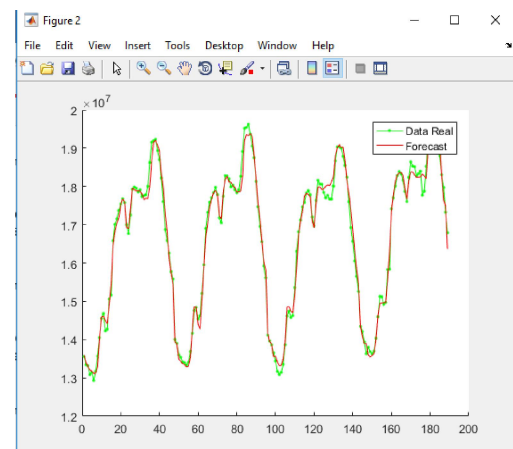 Figure 2
File Edit View Insert Tools Desktop Window Help
×10⁷
2
1.9
1.8
1.7
1.6
1.5
1.4
1.3
1.2
0 20 40 60 80 100 120 140 160 180 200
Data Real
Forecast